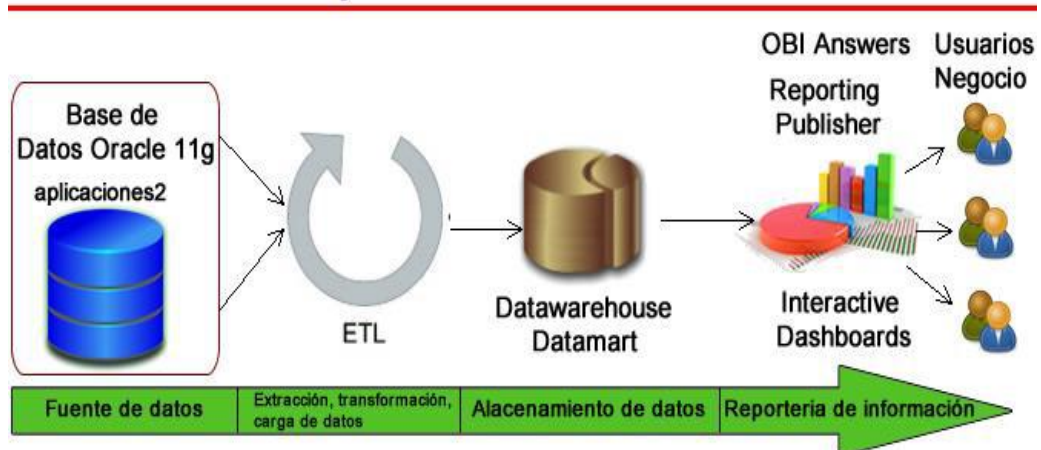 OBI Answers
Usuarios
Negocio
Reporting
Publisher
Base de
Datos Oracle 11g
aplicaciones2
ETL
Datawarehouse
Datamart
Interactive
Dashboards
Fuente de datos
Extracción, transformación,
carga de datos
Alacenamiento de datos
Reporteria de información